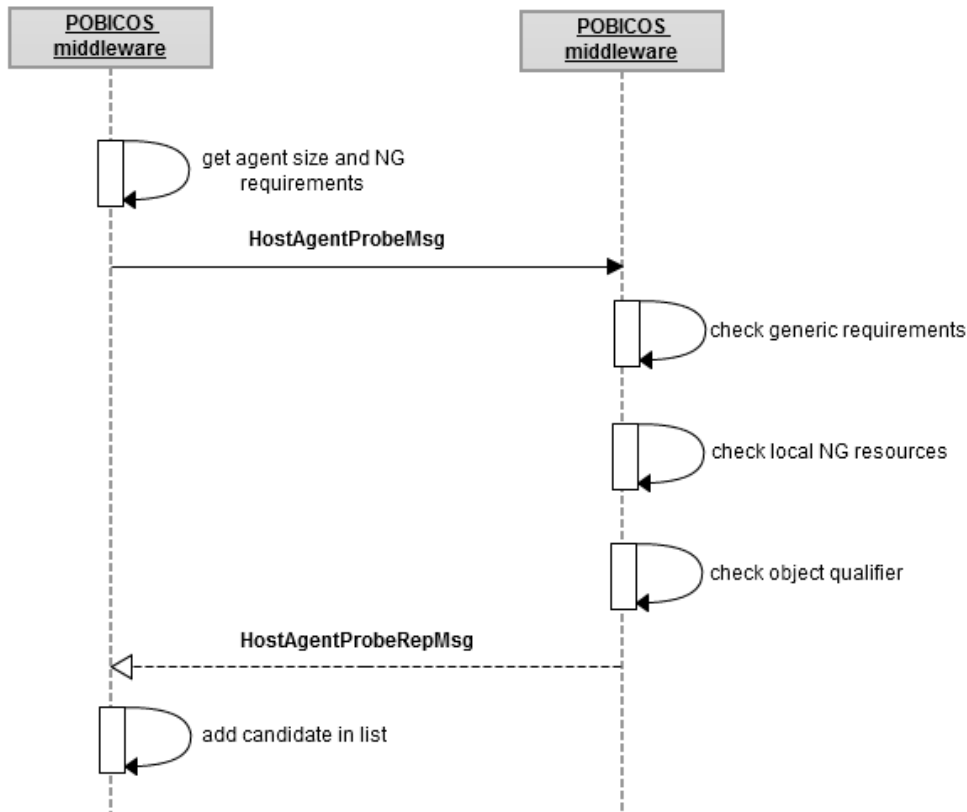 POBICOS
middleware
POBICOS
middleware
get agent size and NG
requirements
HostAgentProbeMsg
check generic requirements
check local NG resources
check object qualifier
HostAgentProbeRepMsg
add candidate in list